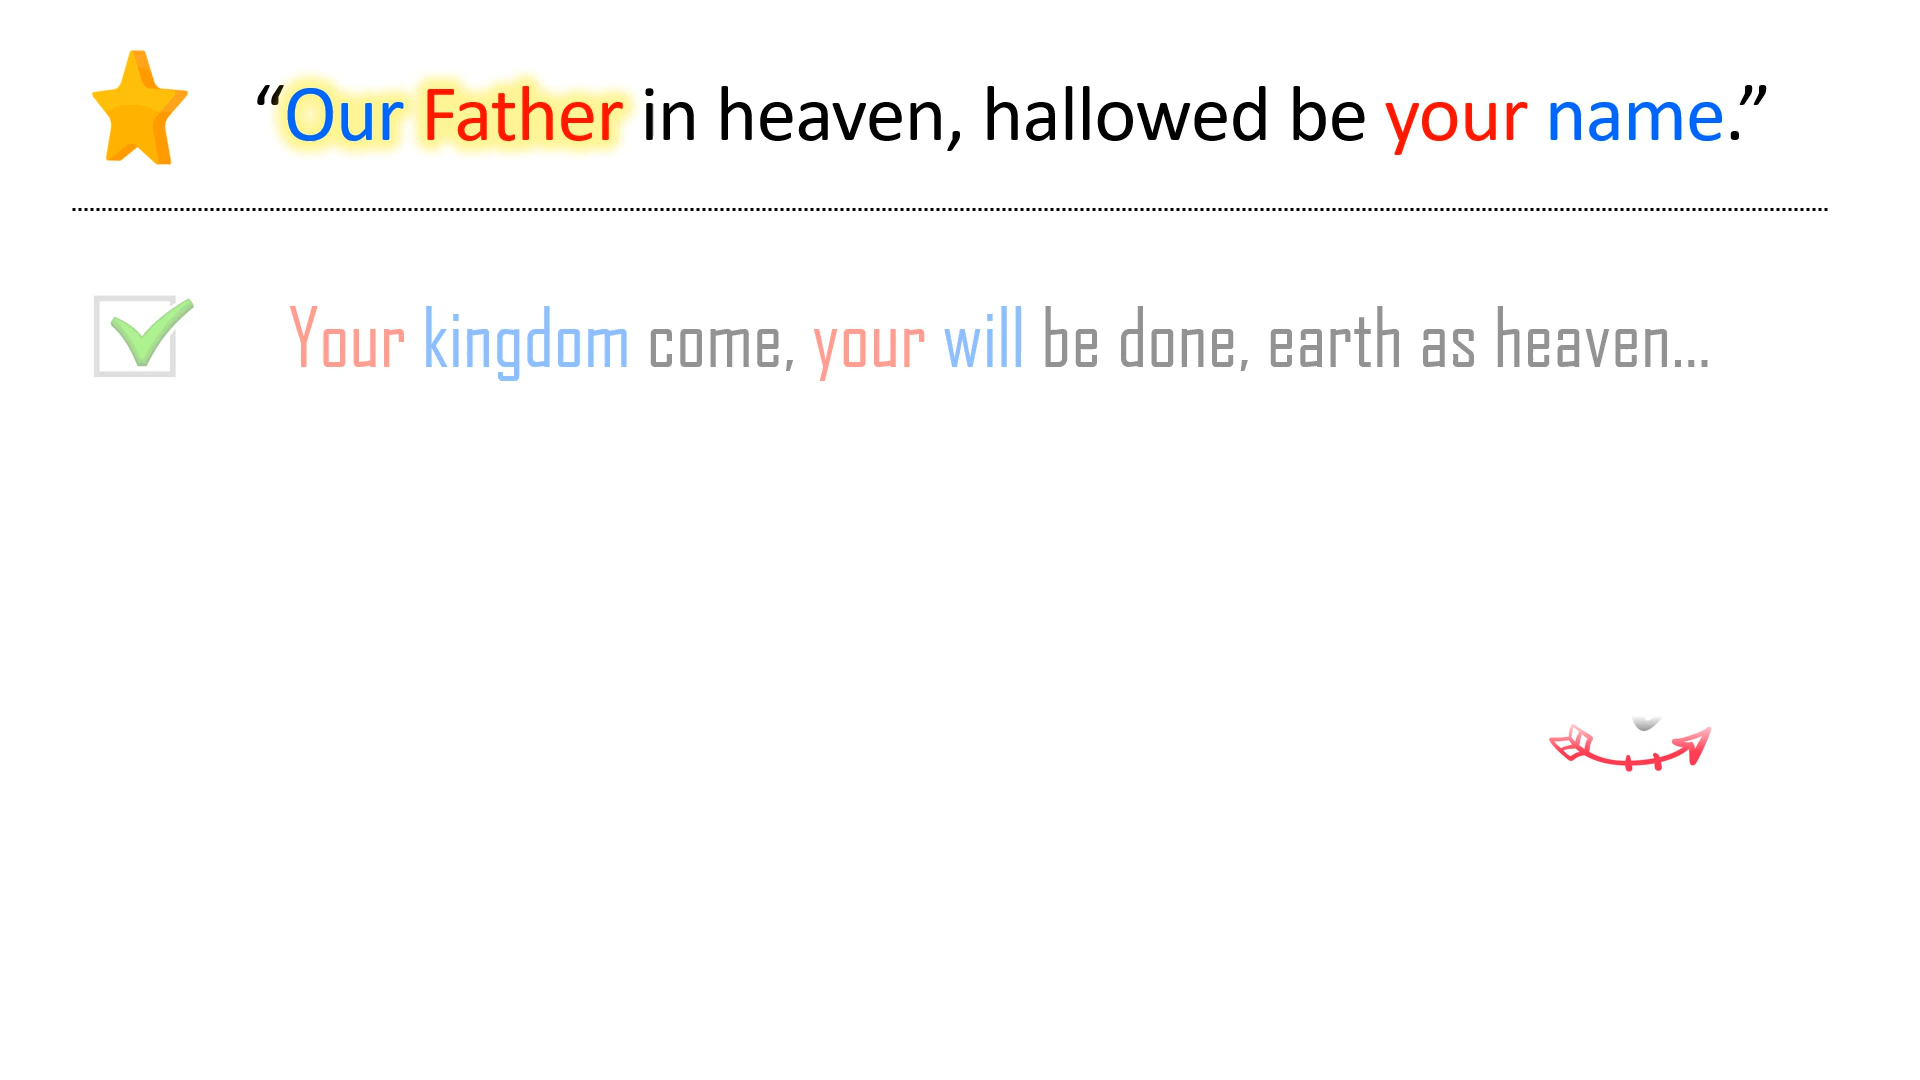 “Our Father in heaven, hallowed be your name.”
Your kingdom come, your will be done, earth as heaven...